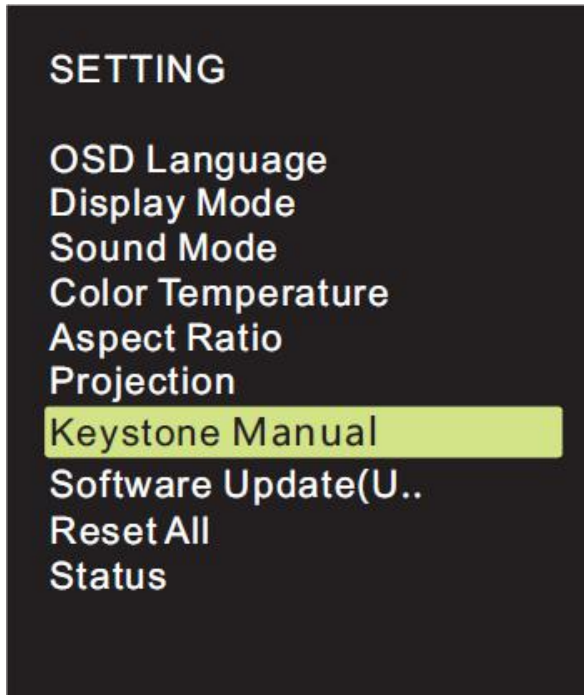 SETTING
OSD Language
Display Mode
Sound Mode
Color Temperature
Aspect Ratio
Projection
Keystone Manual
Software Update(U..
Reset All
Status